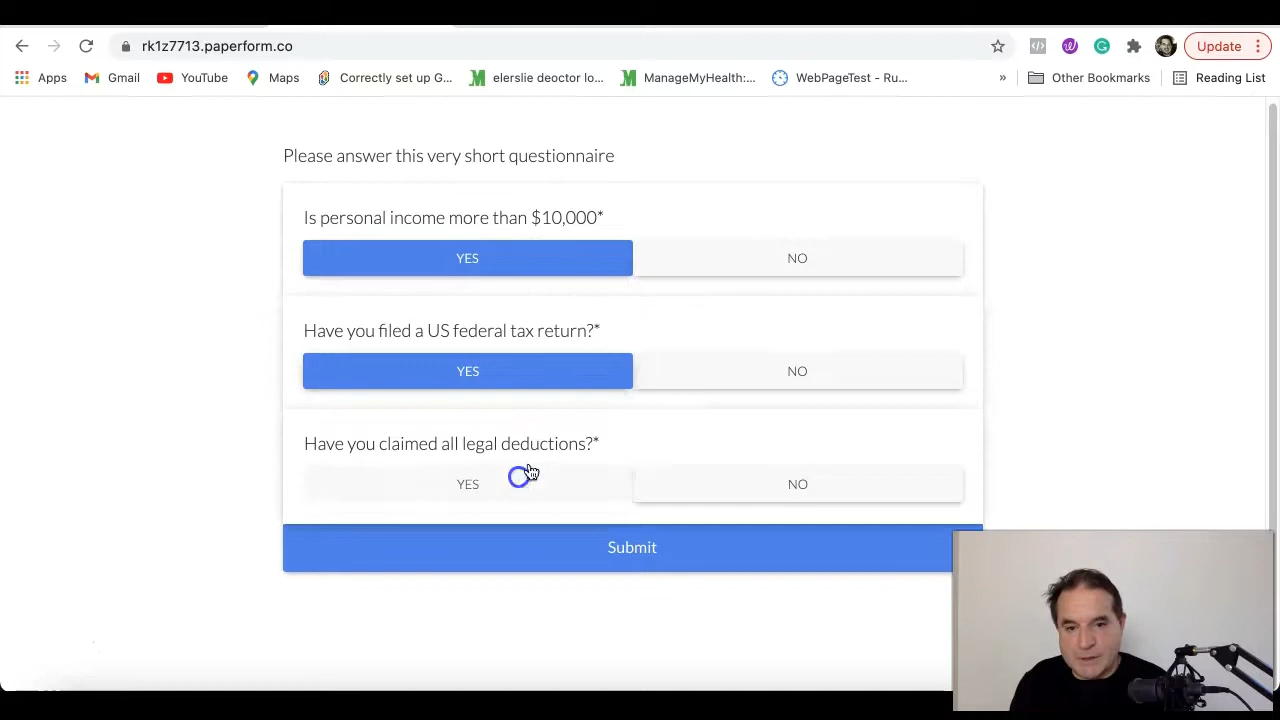 rk1z7713.paperform.co
Update
Apps
Gmail
YouTube
Maps
Correctly set up G...
elerslie deoctor lo...
ManageMyHealth:...
WebPageTest - Ru...
»
Other Bookmarks
Reading List
Please answer this very short questionnaire
Is personal income more than $10,000*
YES
NO
Have you filed a US federal tax return?*
YES
NO
Have you claimed all legal deductions?*
YES
NO
Submit